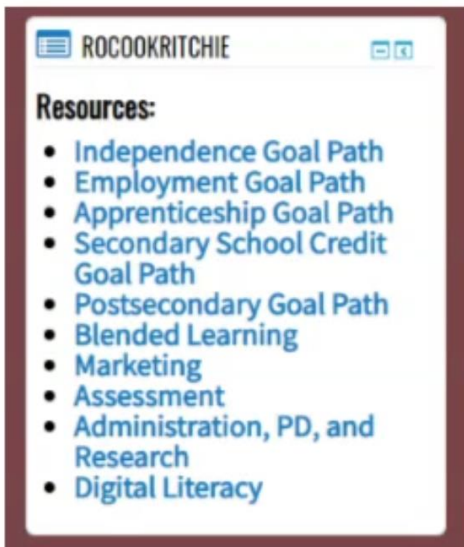 ROCOOKRITCHIE
Resources:
• Independence Goal Path
• Employment Goal Path
• Apprenticeship Goal Path
• Secondary School Credit
Goal Path
• Postsecondary Goal Path
• Blended Learning
• Marketing
• Assessment
• Administration, PD, and
Research
• Digital Literacy